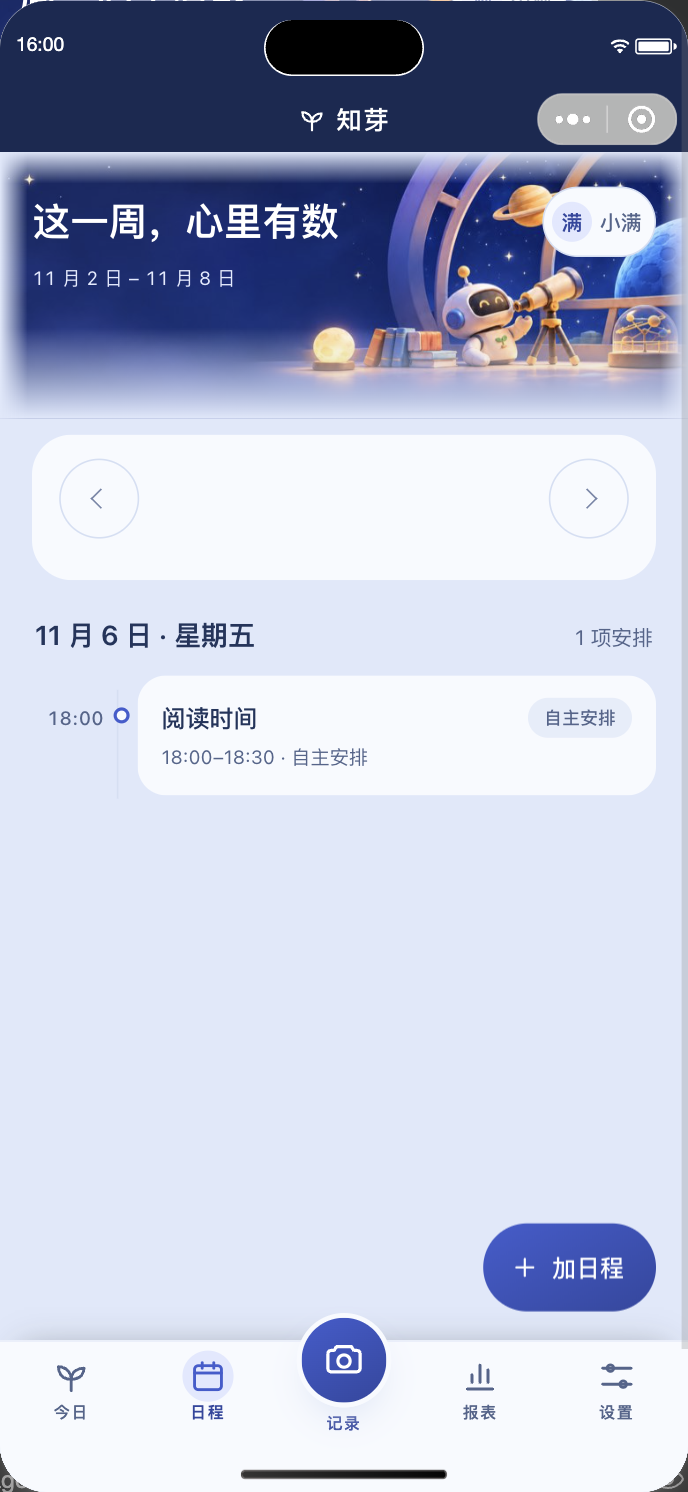 16:00
知芽
这一周，心里有数
满 小满
11 月 2 日 – 11 月 8 日
11 月 6 日 · 星期五
1 项安排
18:00
阅读时间
自主安排
18:00–18:30 · 自主安排
加日程
今日
日程
记录
报表
设置